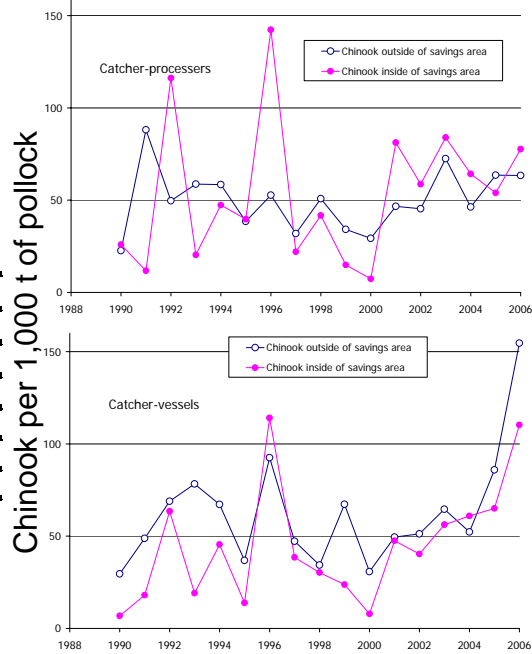 Chinook per 1,000 t of pollock
150
100
50
0
Catcher-processers
Chinook outside of savings area
Chinook inside of savings area
1988 1990 1992 1994 1996 1998 2000 2002 2004 2006
150
100
50
0
Chinook outside of savings area
Chinook inside of savings area
Catcher-vessels
1988 1990 1992 1994 1996 1998 2000 2002 2004 2006